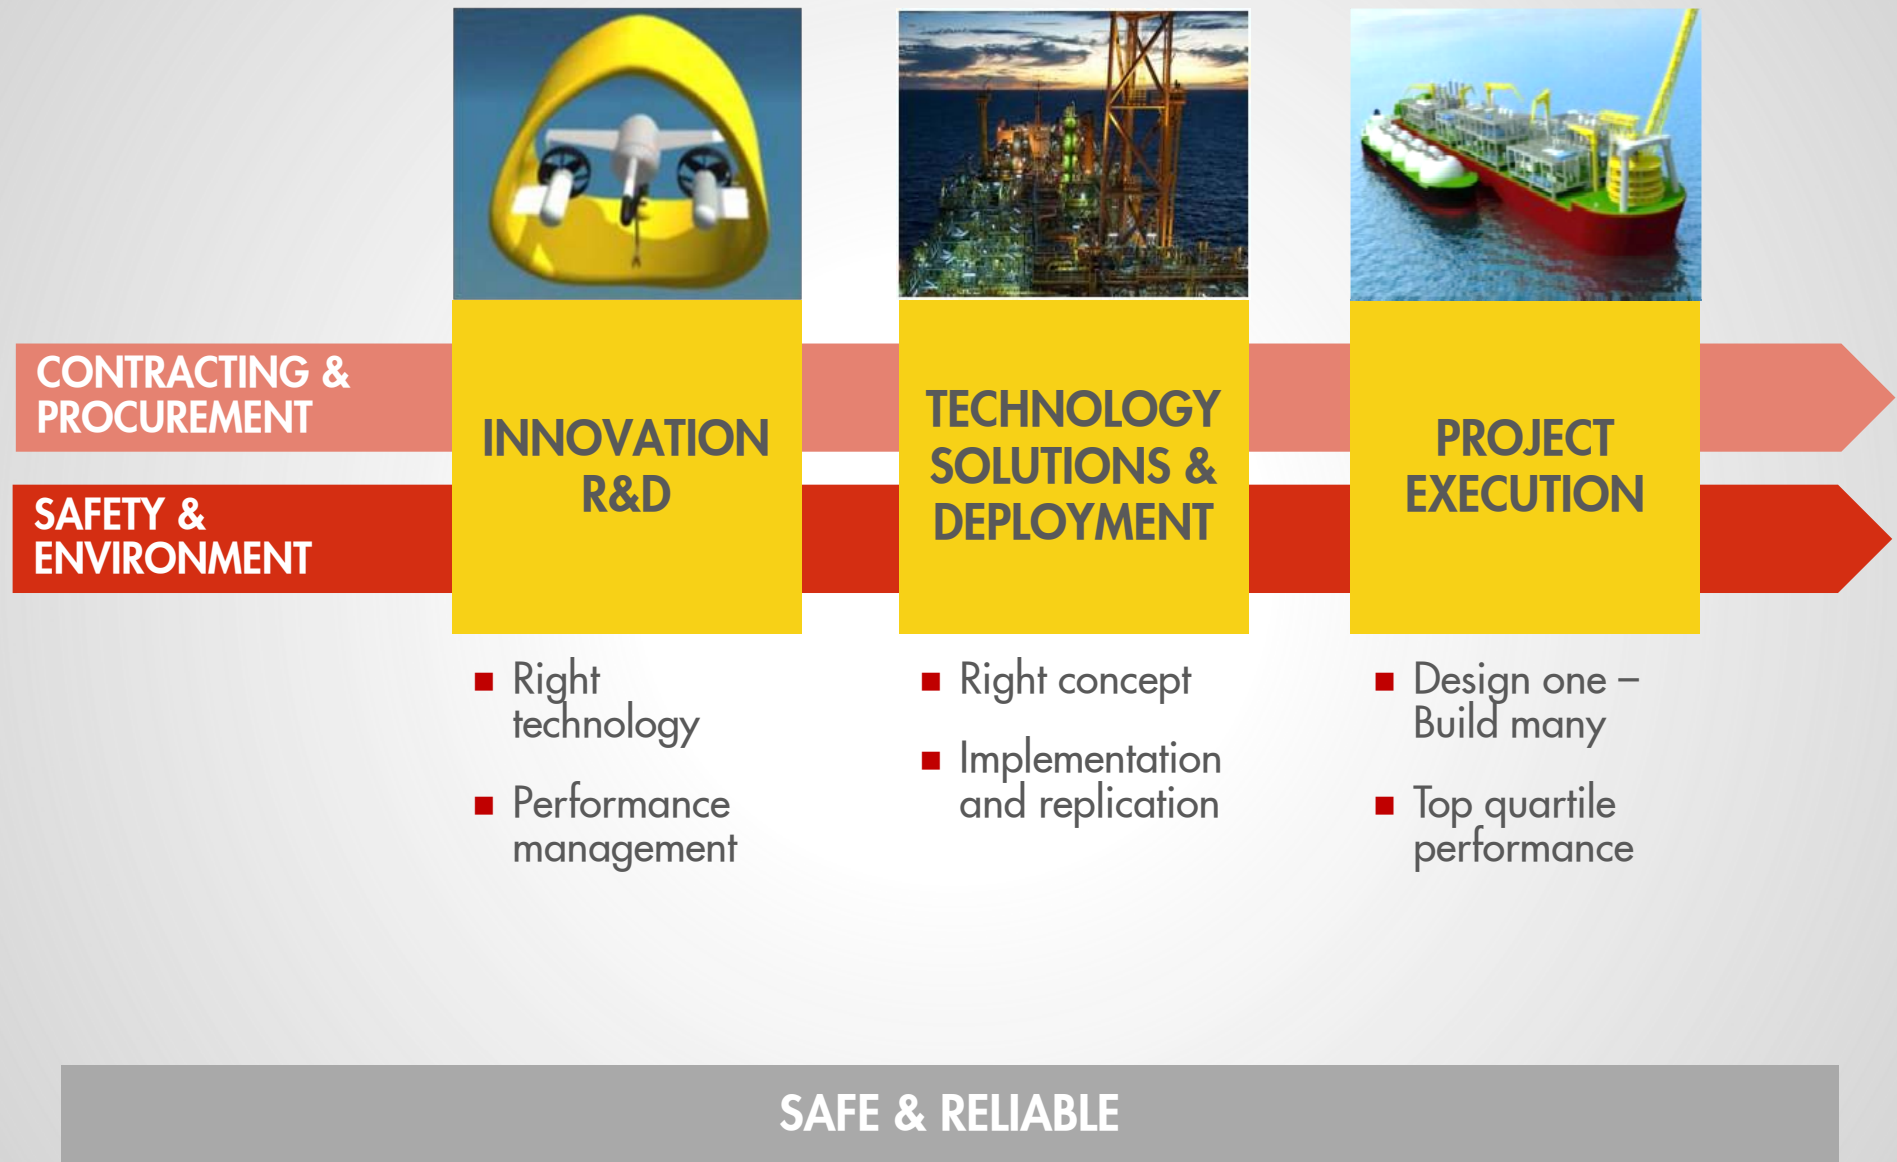 CONTRACTING &
PROCUREMENT
SAFETY &
ENVIRONMENT
INNOVATION
R&D
TECHNOLOGY
SOLUTIONS &
DEPLOYMENT
PROJECT
EXECUTION
■ Right
technology
■ Performance
management
■ Right concept
■ Implementation
and replication
■ Design one –
Build many
■ Top quartile
performance
SAFE & RELIABLE